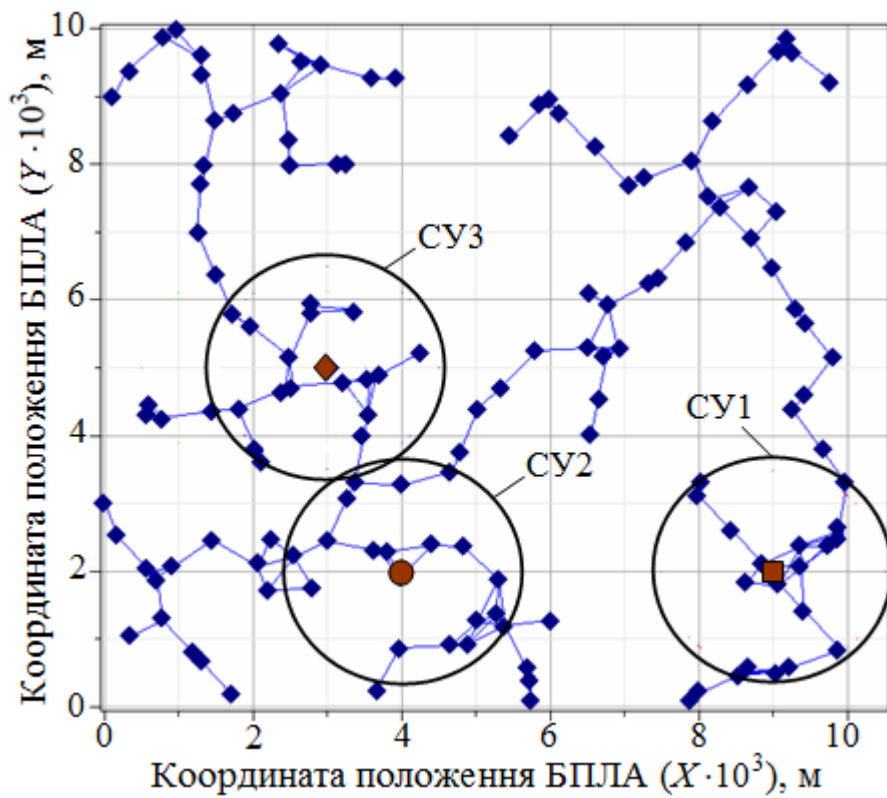 Координата положення БПЛА (Y·10³), м
10
8
6
4
2
0
СУ3
СУ1
СУ2
0 2 4 6 8 10
Координата положення БПЛА (X·10³), м